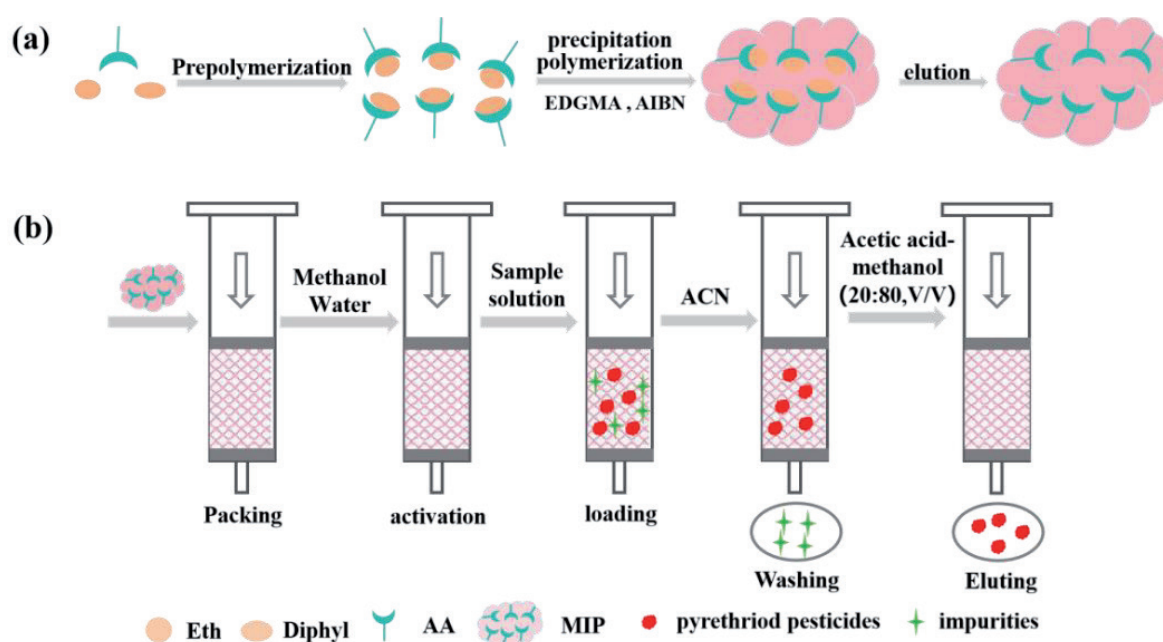 (a)
Prepolymerization
precipitation
polymerization
EDGMA , AIBN
elution
(b)
Methanol
Water
Sample
solution
ACN
Acetic acid-
methanol
(20:80,V/V)
Packing
activation
loading
Washing
Eluting
Eth
Diphyl
AA
MIP
pyrethriod pesticides
impurities